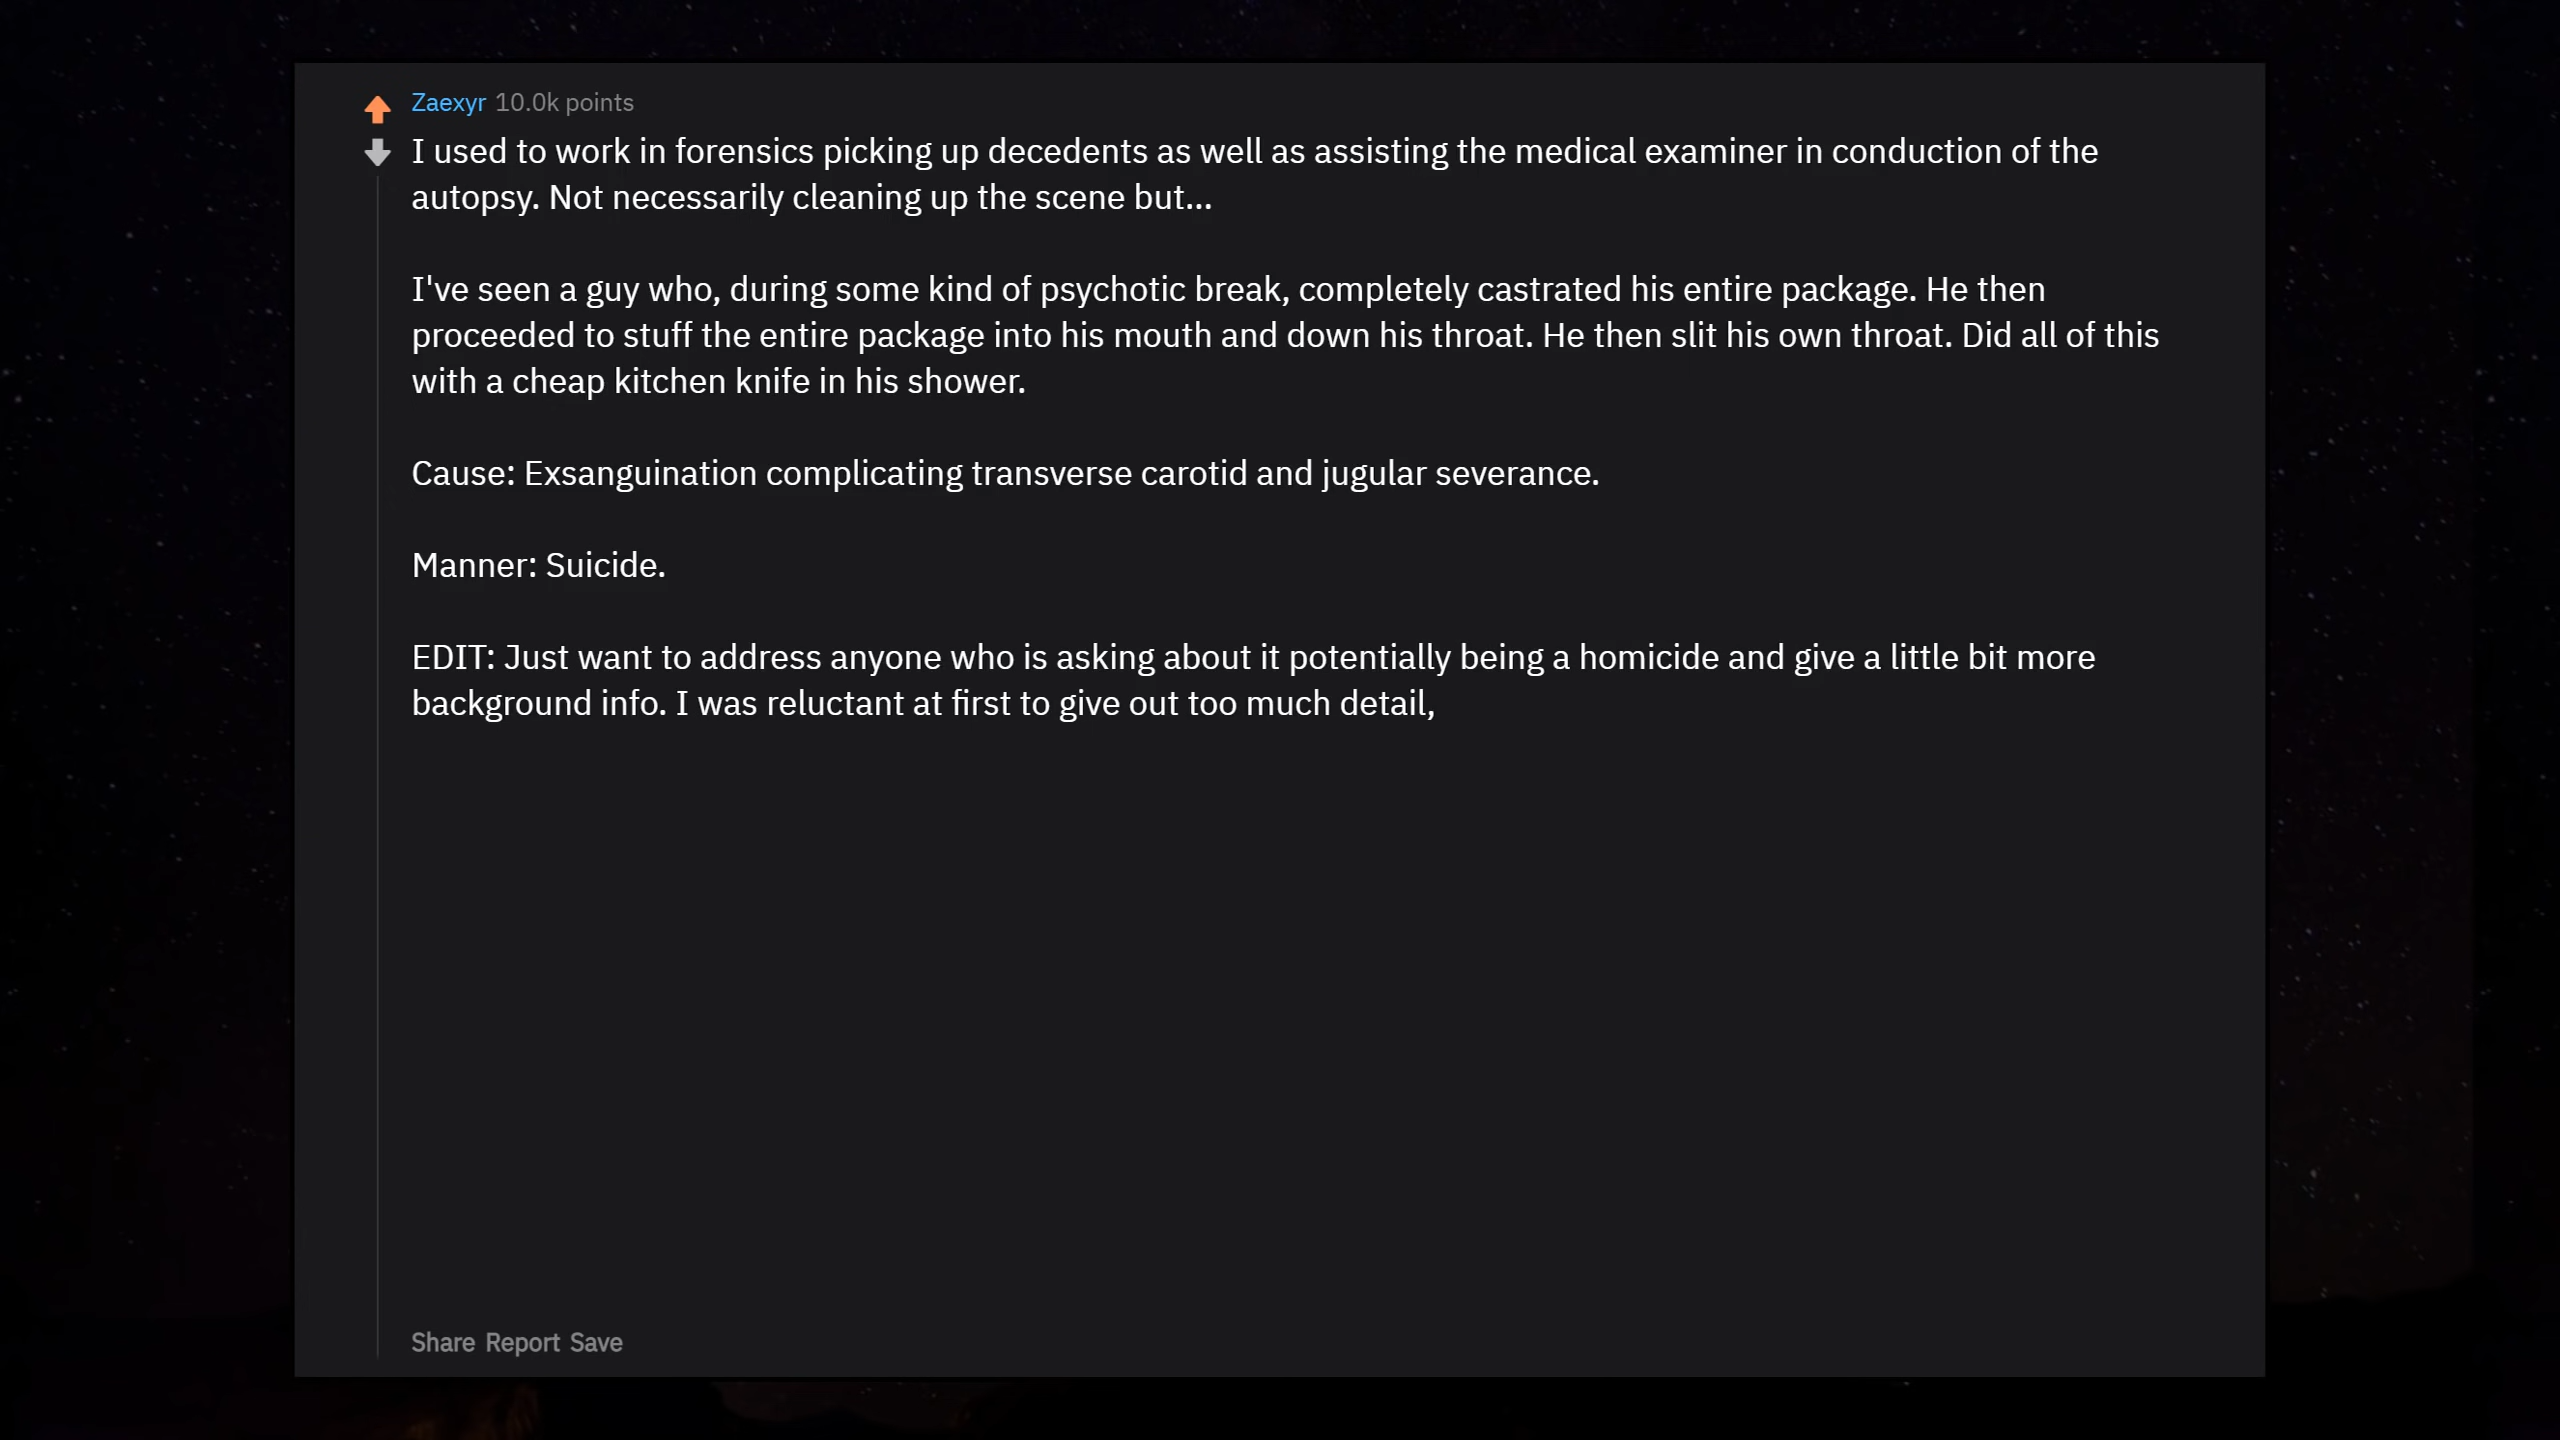 Zaexyr 10.0k points
I used to work in forensics picking up decedents as well as assisting the medical examiner in conduction of the
autopsy. Not necessarily cleaning up the scene but...
I've seen a guy who, during some kind of psychotic break, completely castrated his entire package. He then
proceeded to stuff the entire package into his mouth and down his throat. He then slit his own throat. Did all of this
with a cheap kitchen knife in his shower.
Cause: Exsanguination complicating transverse carotid and jugular severance.
Manner: Suicide.
EDIT: Just want to address anyone who is asking about it potentially being a homicide and give a little bit more
background info. I was reluctant at first to give out too much detail,
Share Report Save